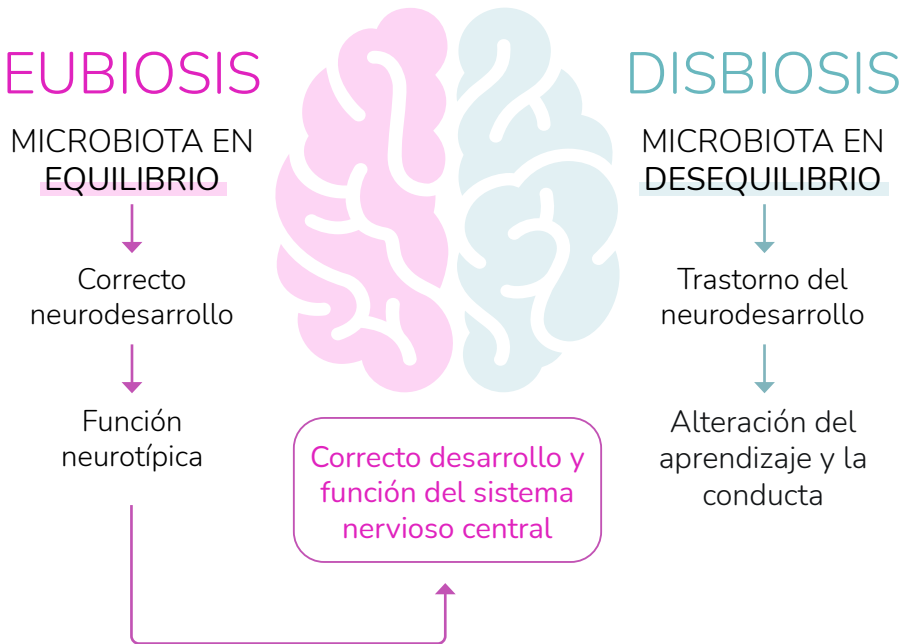 EUBIOSIS
MICROBIOTA EN
EQUILIBRIO
Correcto
neurodesarrollo
Función
neurotípica
Correcto desarrollo y
función del sistema
nervioso central
DISBIOSIS
MICROBIOTA EN
DESEQUILIBRIO
Trastorno del
neurodesarrollo
Alteración del
aprendizaje y la
conducta